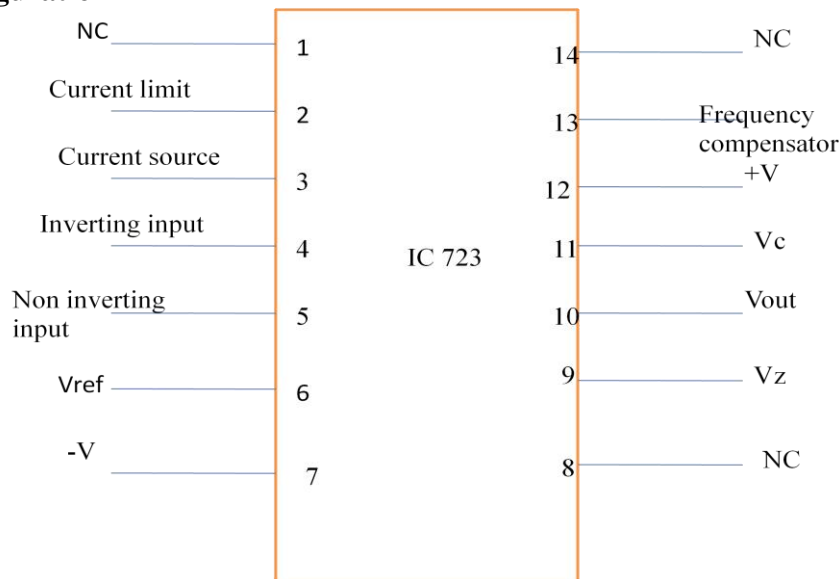 NC
1
Current limit
2
Current source
3
Inverting input
4
Non inverting
input
5
Vref
6
-V
7
IC 723
14
NC
13
Frequency
compensator
12
+V
11
Vc
10
Vout
9
Vz
8
NC